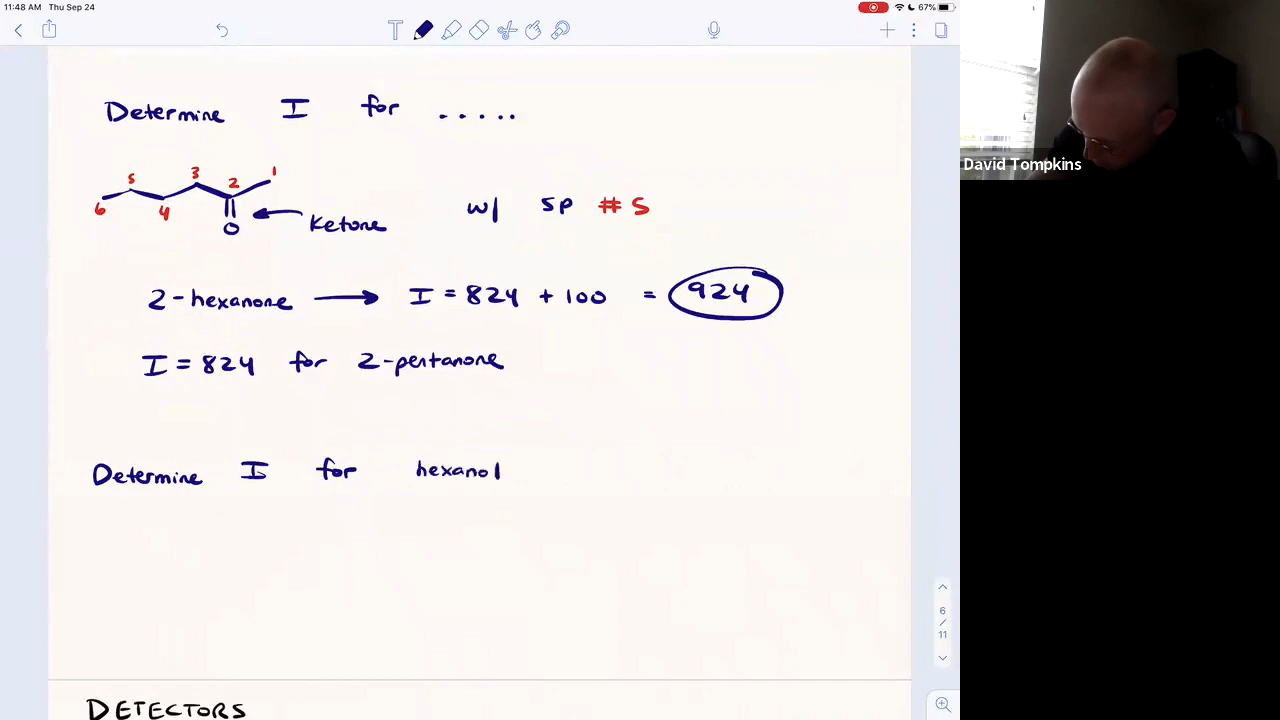 11:48 AM Thu Sep 24
67%
Determine I for .....
6 5 4 3 2 1
O
Ketone
w/ SP #5
2-hexanone → I = 824 + 100 = 924
I = 824 for 2-pentanone
Determine I for hexanol
DETECTORS
6
/
11
David Tompkins